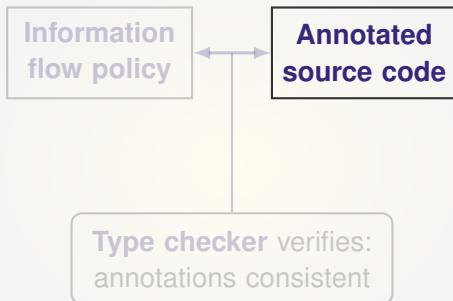 Information
flow policy
Annotated
source code
Type checker verifies:
annotations consistent